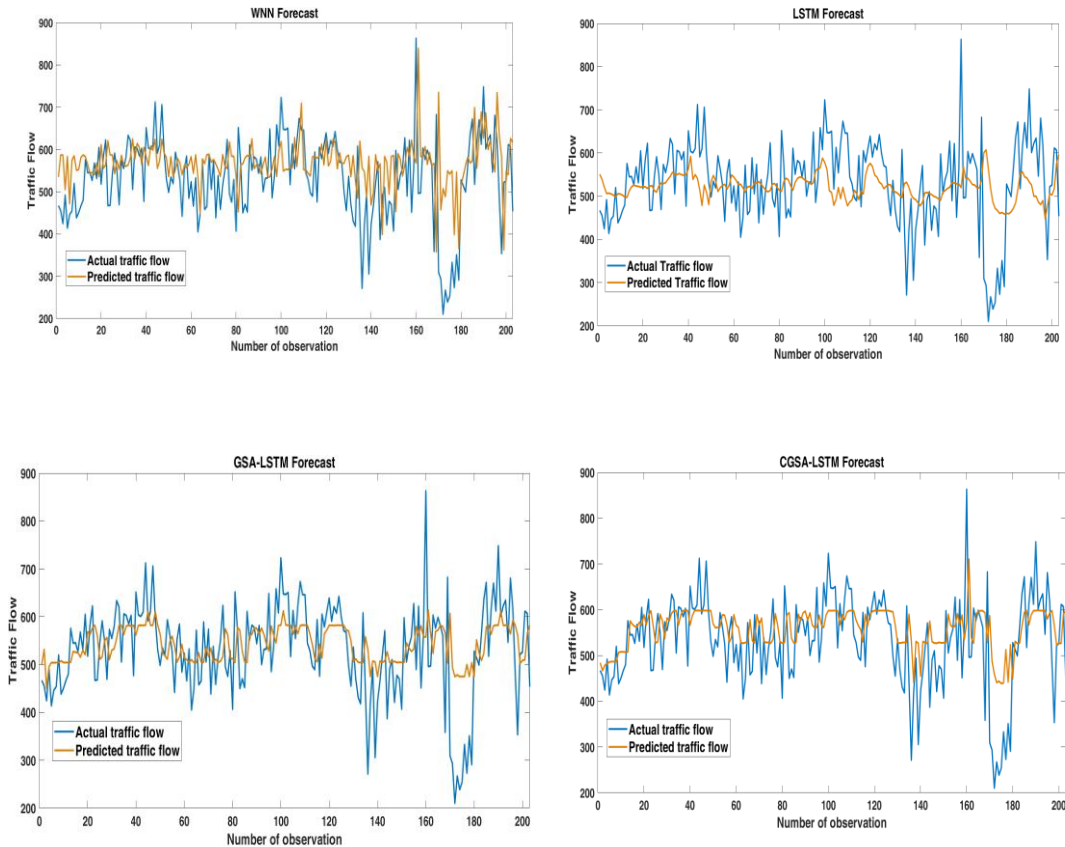 WNN Forecast
900
800
700
600
500
400
300
200
Traffic Flow
Actual traffic flow
Predicted traffic flow
0 20 40 60 80 100 120 140 160 180 200
Number of observation
LSTM Forecast
900
800
700
600
500
400
300
200
Traffic Flow
Actual Traffic flow
Predicted Traffic flow
0 20 40 60 80 100 120 140 160 180 200
Number of observation
GSA-LSTM Forecast
900
800
700
600
500
400
300
200
Traffic Flow
Actual traffic flow
Predicted traffic flow
0 20 40 60 80 100 120 140 160 180 200
Number of observation
CGSA-LSTM Forecast
900
800
700
600
500
400
300
200
Traffic Flow
Actual traffic flow
Predicted traffic flow
0 20 40 60 80 100 120 140 160 180 200
Number of observation